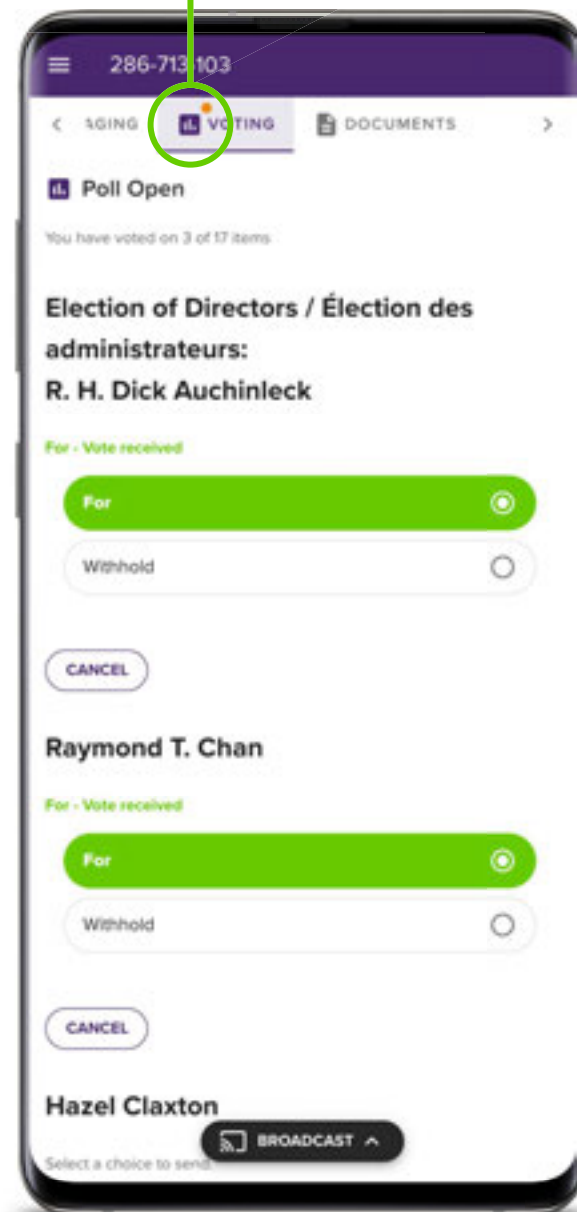 286-713-103
AGING VOTING DOCUMENTS
Poll Open
You have voted on 3 of 17 items
Election of Directors / Élection des
administrateurs:
R. H. Dick Auchinleck
For - Vote received
For
Withhold
CANCEL
Raymond T. Chan
For - Vote received
For
Withhold
CANCEL
Hazel Claxton
BROADCAST
Select a choice to send.